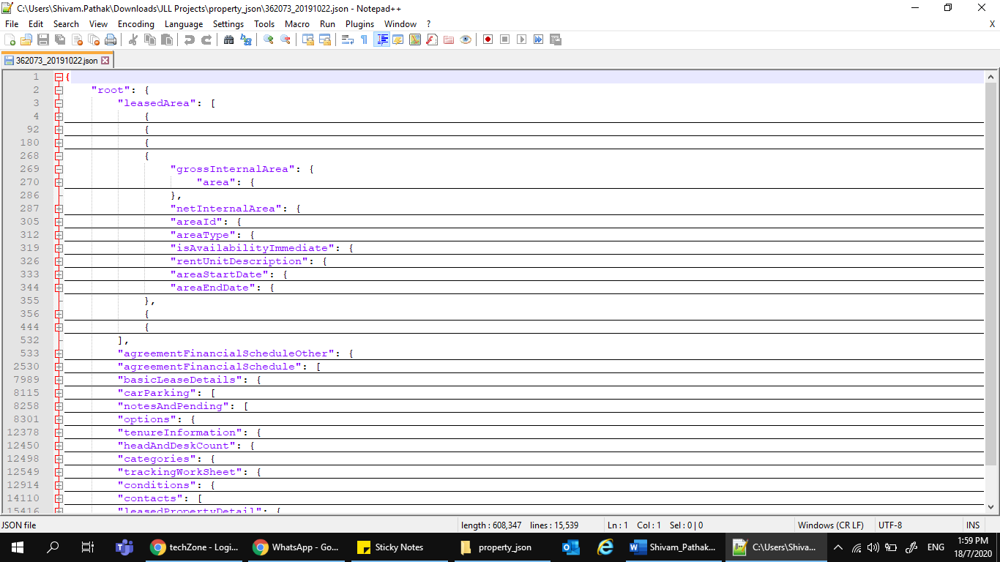 C:\Users\Shivam.Pathak\Downloads\JLL Projects\property_json\362073_20191022.json - Notepad++
File Edit Search View Encoding Language Settings Tools Macro Run Plugins Window ? X
362073_20191022.json
1 {
2 "root": {
3 "leasedArea": [
4 {
92 {
180 {
268 {
269 "grossInternalArea": {
270 "area": {
286 },
287 "netInternalArea": {
305 "areaId": {
312 "areaType": {
319 "isAvailabilityImmediate": {
326 "rentUnitDescription": {
333 "areaStartDate": {
344 "areaEndDate": {
355 },
356 {
444 {
532 ],
533 "agreementFinancialScheduleOther": {
2530 "agreementFinancialSchedule": [
7989 "basicLeaseDetails": {
8115 "carParking": [
8258 "notesAndPending": [
8301 "options": {
12378 "tenureInformation": {
12450 "headAndDeskCount": {
12498 "categories": {
12549 "trackingWorkSheet": {
12914 "conditions": {
14110 "contacts": [
15416 "leasedPropertyDetail": {
JSON file length : 608,347 lines : 15,539 Ln : 1 Col : 1 Sel : 0 | 0 Windows (CR LF) UTF-8 INS
techZone - Logi... WhatsApp - Go... Sticky Notes property_json Shivam_Pathak... C:\Users\Shiva... ENG 1:59 PM
18/7/2020